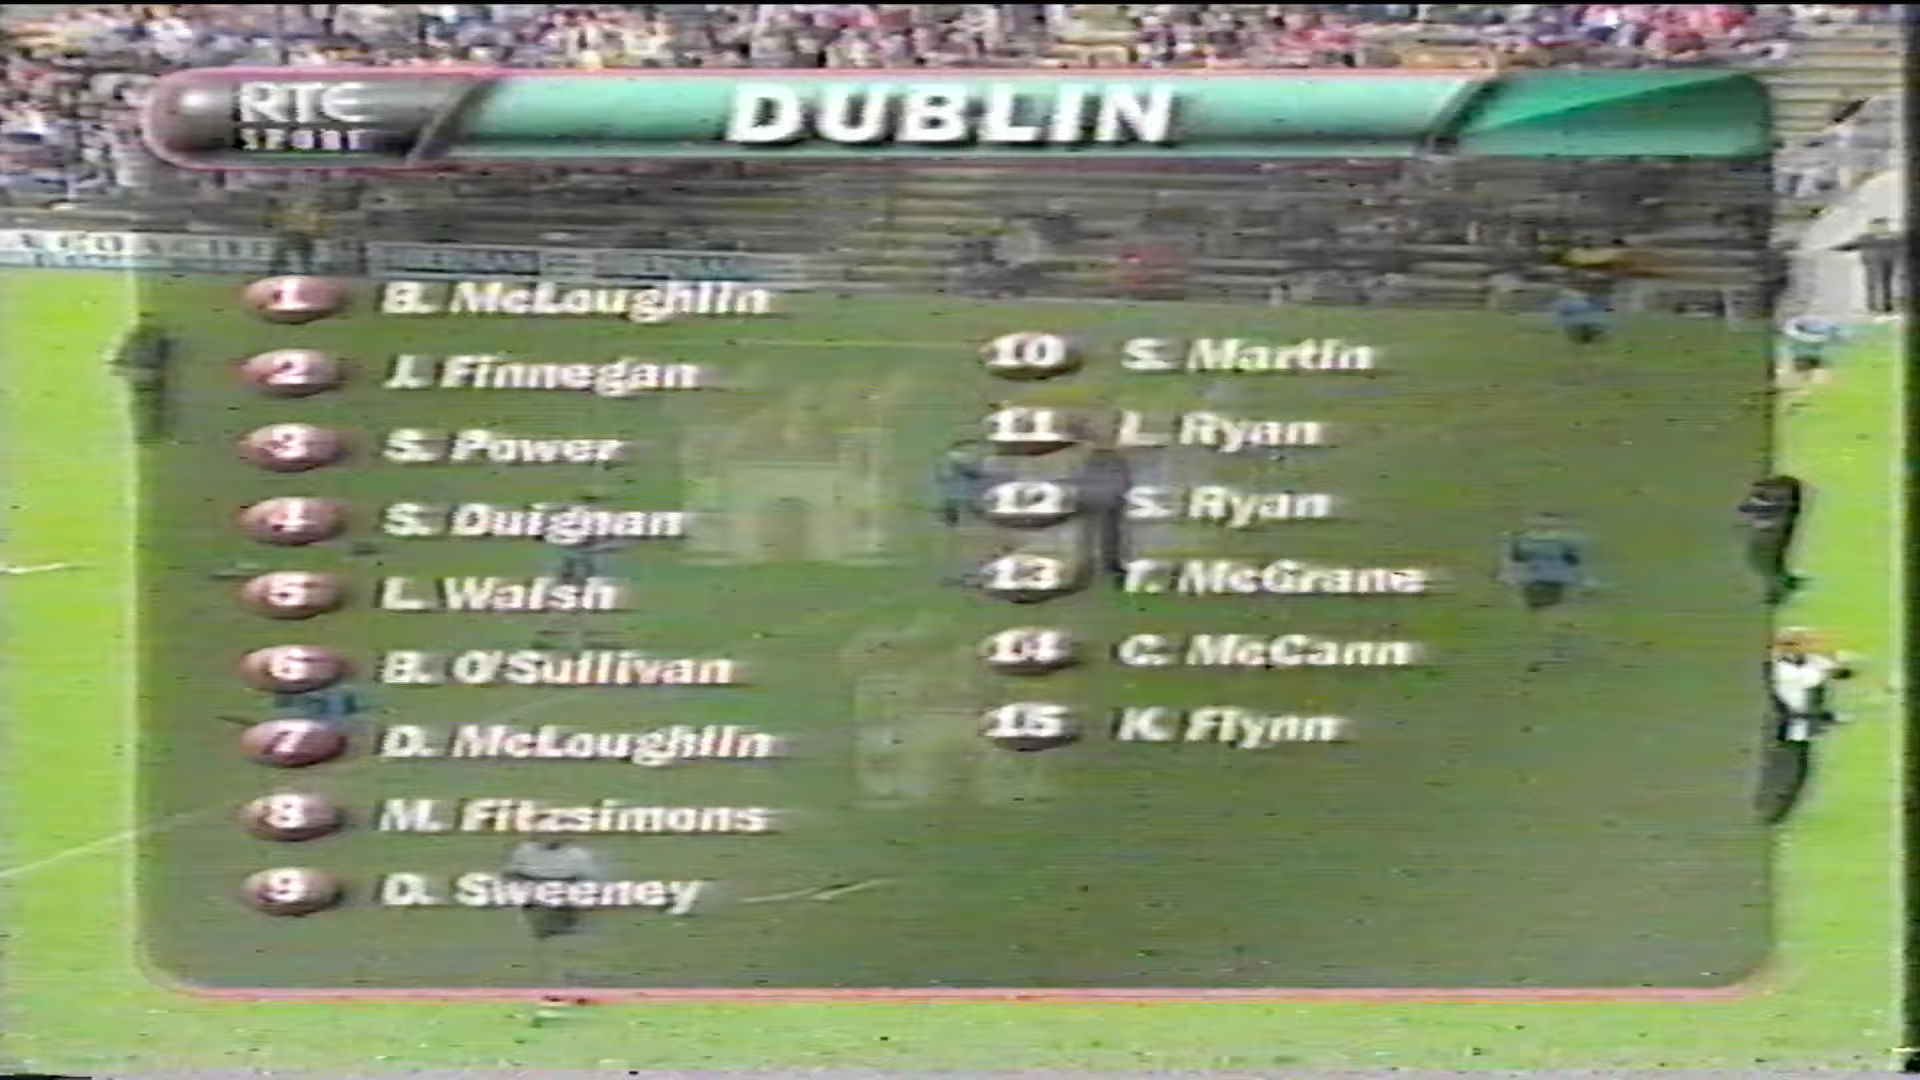 RTE
SPORT
DUBLIN
1 B. McLoughlin
2 J. Finnegan
3 S. Power
4 S. Duignan
5 L. Walsh
6 B. O'Sullivan
7 D. McLoughlin
8 M. Fitzsimons
9 D. Sweeney
10 S. Martin
11 L. Ryan
12 S. Ryan
13 T. McGrane
14 C. McCann
15 K. Flynn